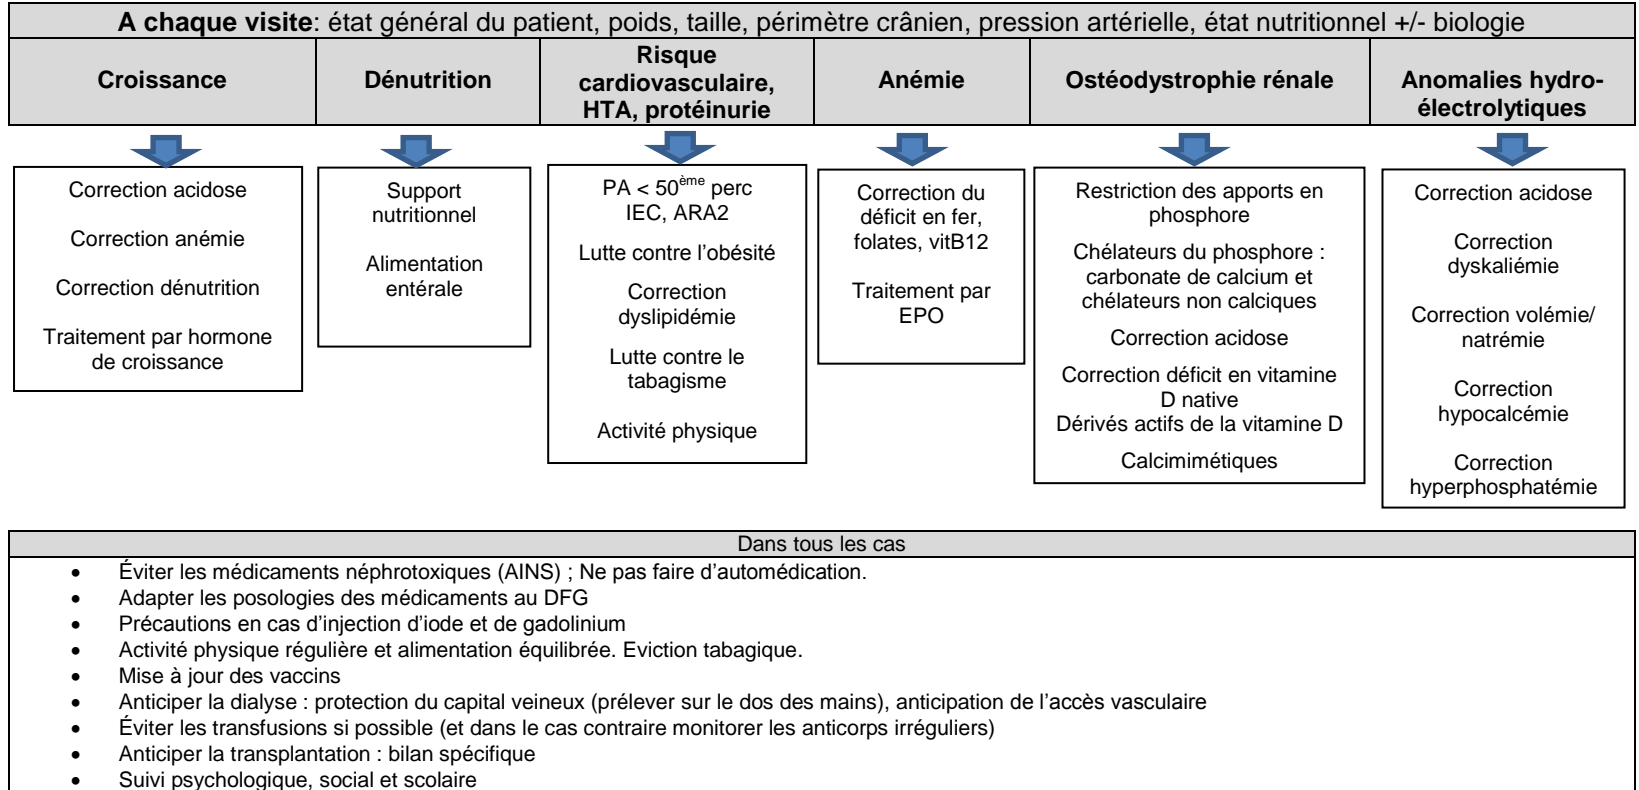 A chaque visite: état général du patient, poids, taille, périmètre crânien, pression artérielle, état nutritionnel +/- biologie
Croissance
Dénutrition
Risque
cardiovasculaire,
HTA, protéinurie
Anémie
Ostéodystrophie rénale
Anomalies hydro-
électrolytiques
Correction acidose
Correction anémie
Correction dénutrition
Traitement par hormone
de croissance
Support
nutritionnel
Alimentation
entérale
PA < 50ème perc
IEC, ARA2
Lutte contre l'obésité
Correction
dyslipidémie
Lutte contre le
tabagisme
Activité physique
Correction du
déficit en fer,
folates, vitB12
Traitement par
EPO
Restriction des apports en
phosphore
Chélateurs du phosphore :
carbonate de calcium et
chélateurs non calciques
Correction acidose
Correction déficit en vitamine
D native
Dérivés actifs de la vitamine D
Calcimimétiques
Correction acidose
Correction
dyskaliémie
Correction volémie/
natrémie
Correction
hypocalcémie
Correction
hyperphosphatémie
Dans tous les cas
• Éviter les médicaments néphrotoxiques (AINS) ; Ne pas faire d'automédication.
• Adapter les posologies des médicaments au DFG
• Précautions en cas d'injection d'iode et de gadolinium
• Activité physique régulière et alimentation équilibrée. Eviction tabagique.
• Mise à jour des vaccins
• Anticiper la dialyse : protection du capital veineux (prélever sur le dos des mains), anticipation de l'accès vasculaire
• Éviter les transfusions si possible (et dans le cas contraire monitorer les anticorps irréguliers)
• Anticiper la transplantation : bilan spécifique
• Suivi psychologique, social et scolaire